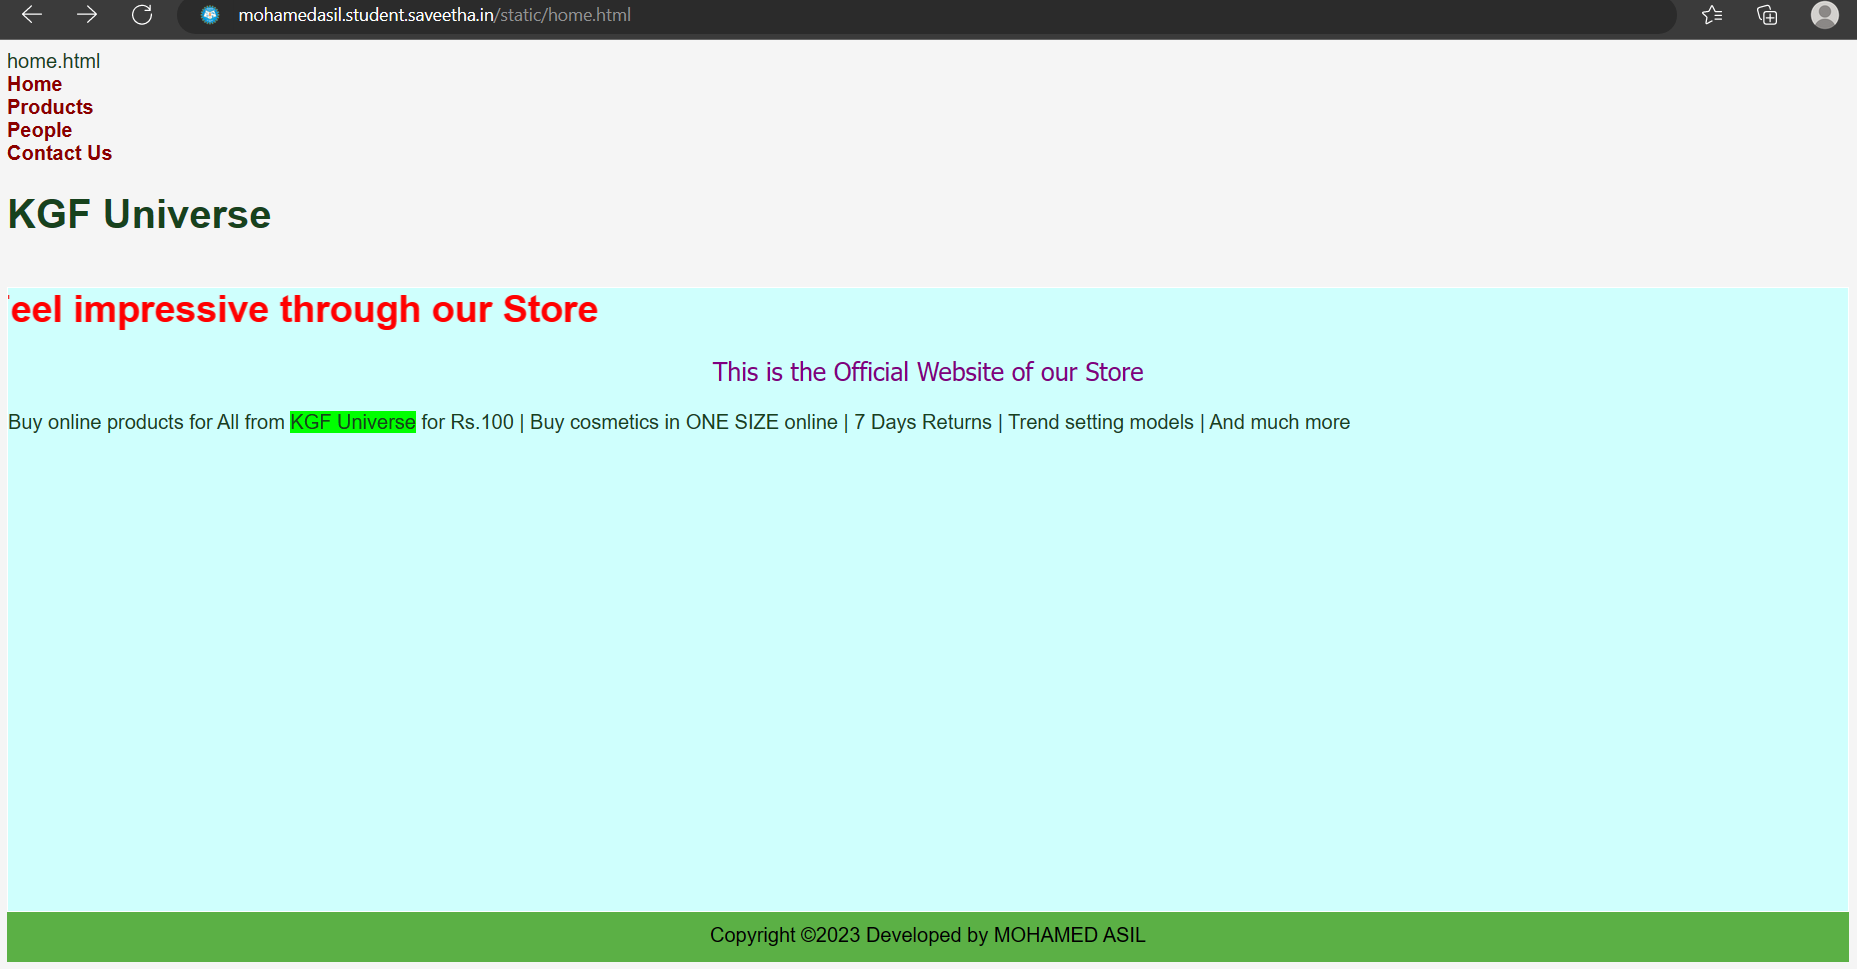 mohamedasil.student.saveetha.in/static/home.html
home.html
Home
Products
People
Contact Us
KGF Universe
eel impressive through our Store
This is the Official Website of our Store
Buy online products for All from KGF Universe for Rs.100 | Buy cosmetics in ONE SIZE online | 7 Days Returns | Trend setting models | And much more
Copyright ©2023 Developed by MOHAMED ASIL